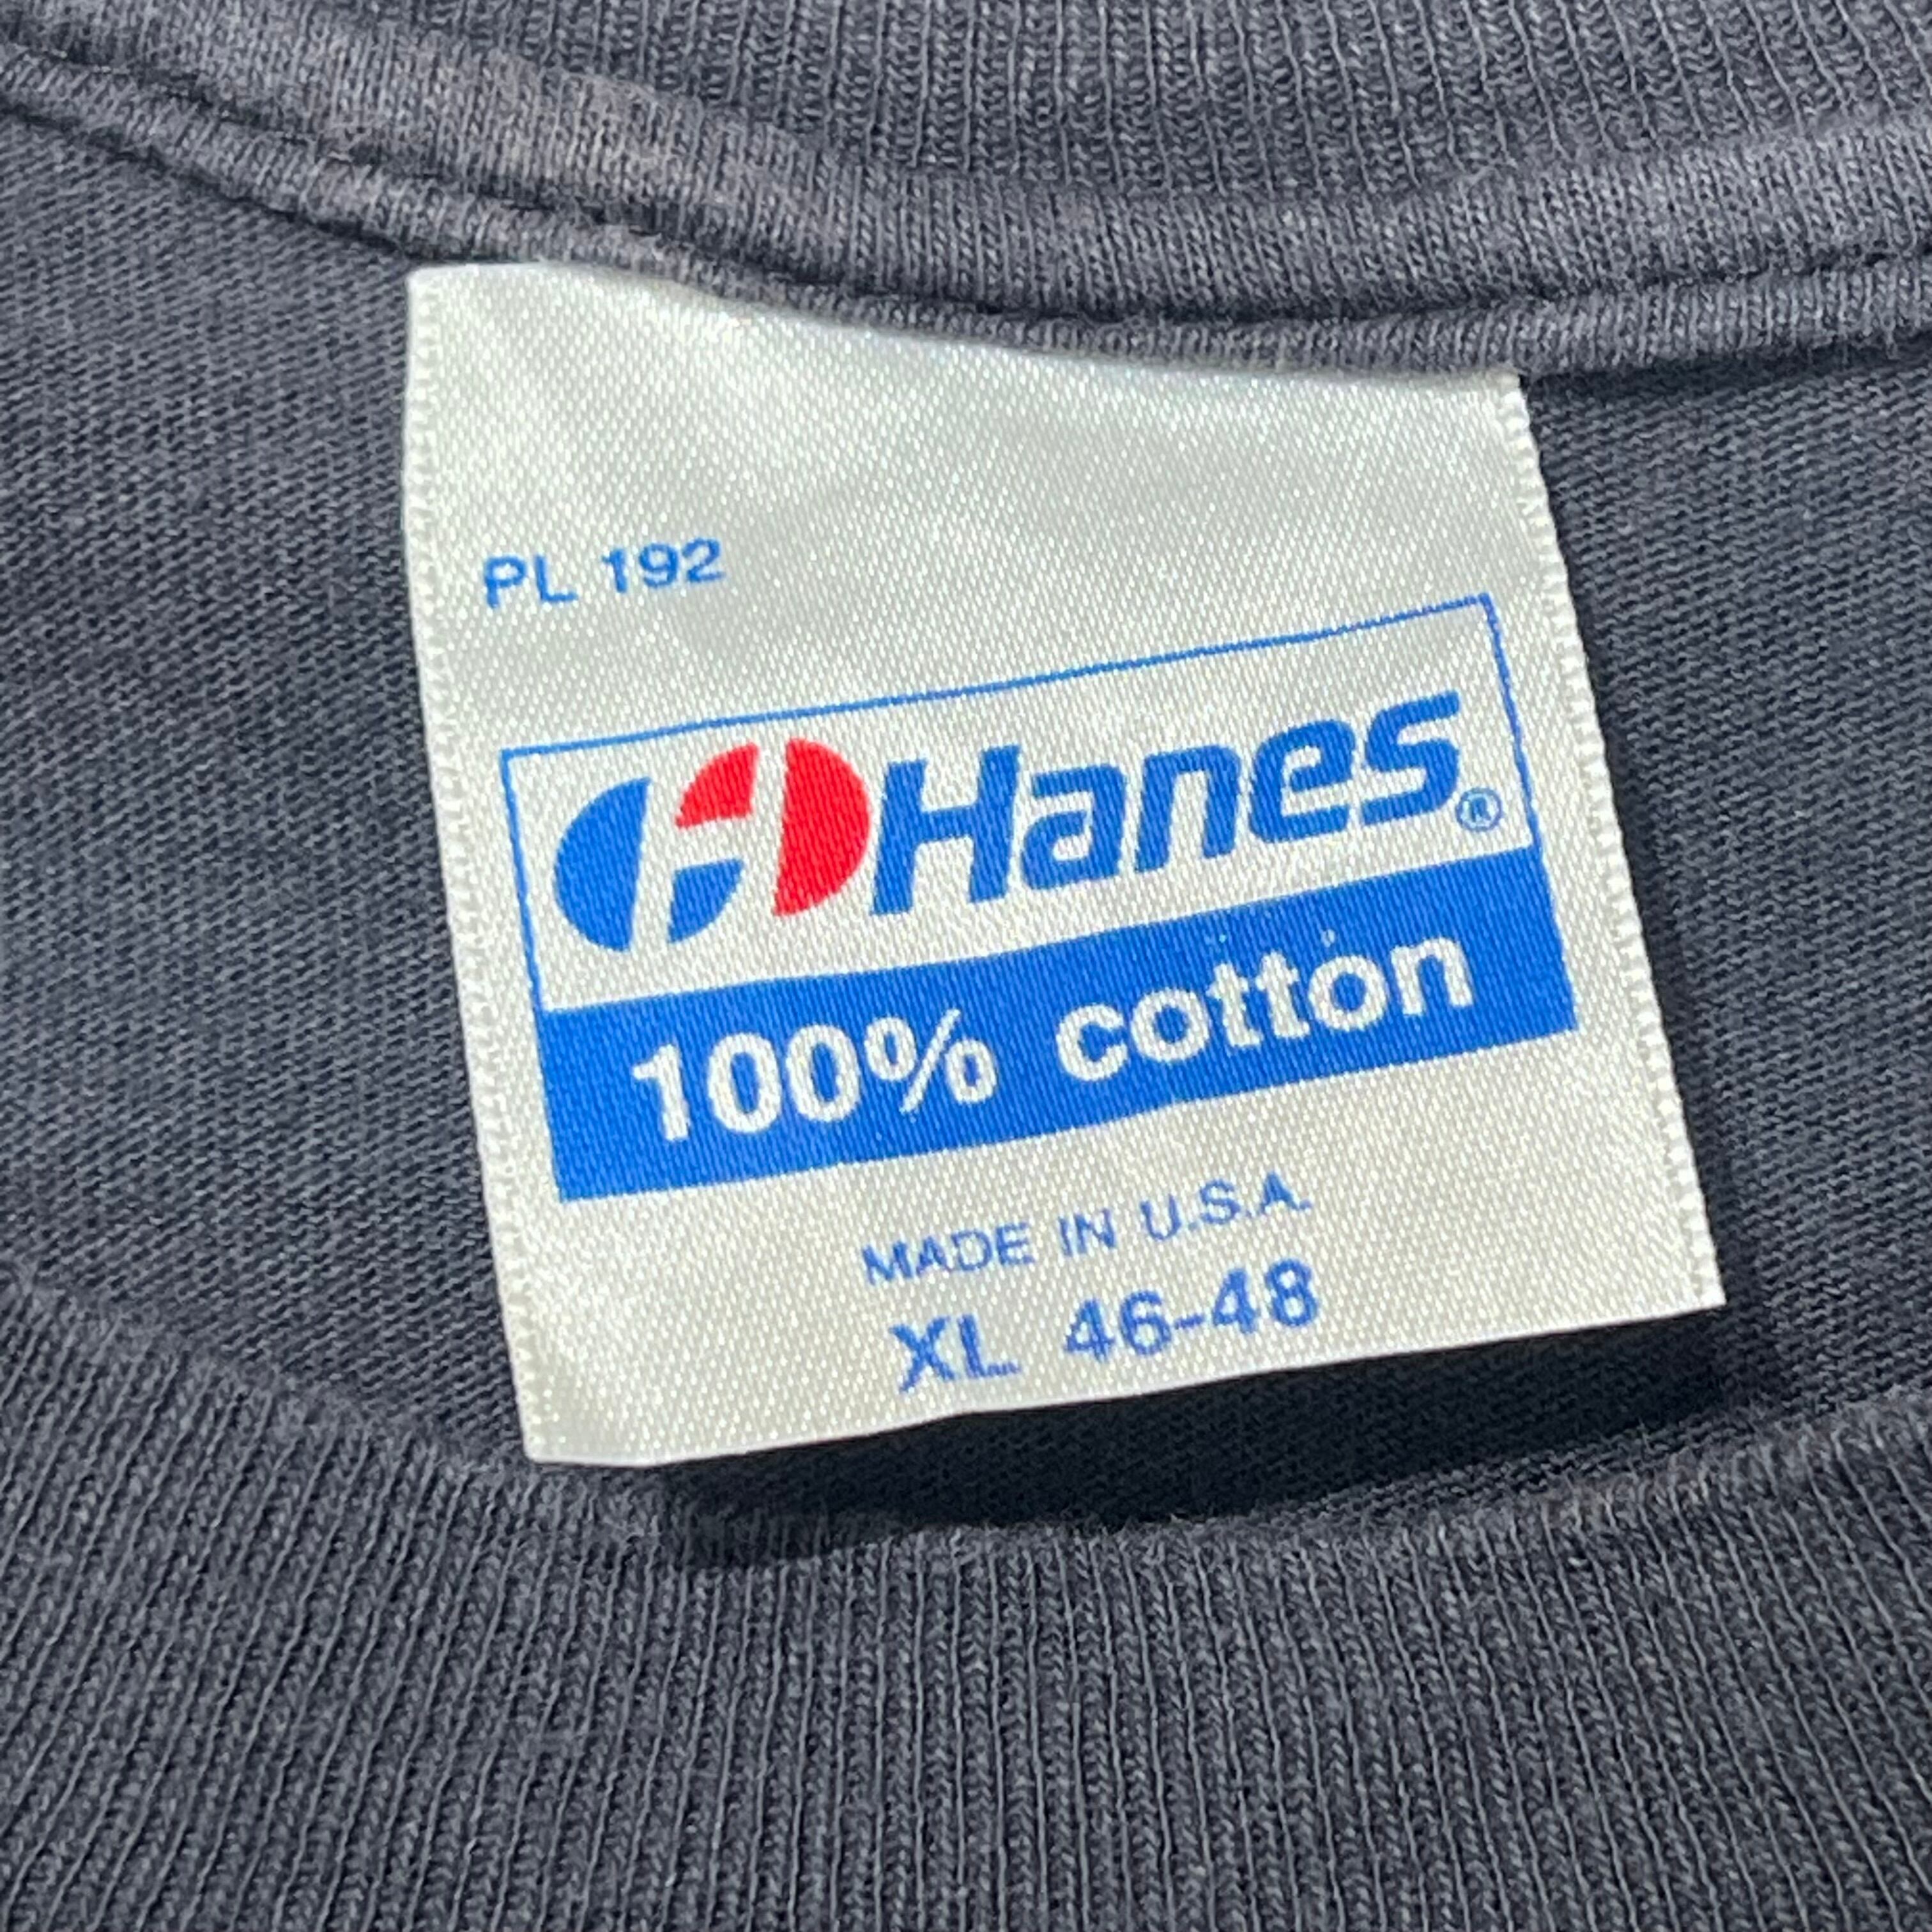 PL 192
Hanes®
100% cotton
MADE IN U.S.A.
XL 46-48